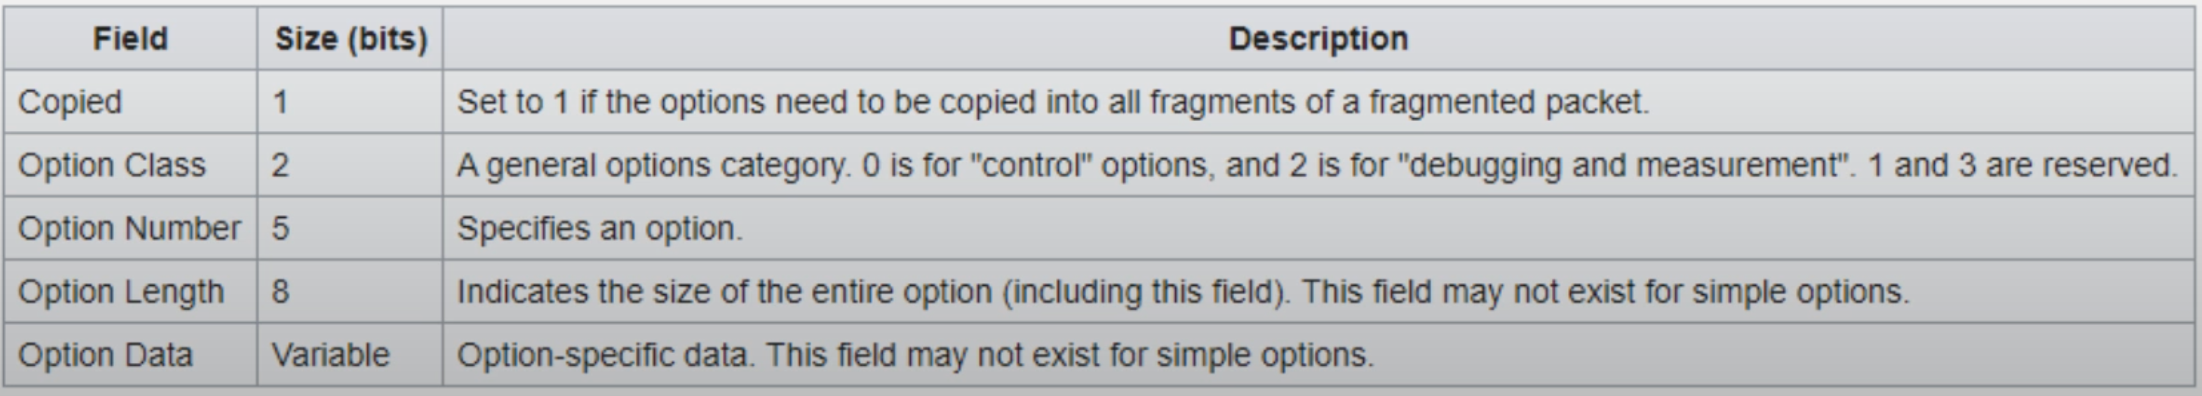 Field Size (bits) Description
Copied 1 Set to 1 if the options need to be copied into all fragments of a fragmented packet.
Option Class 2 A general options category. 0 is for "control" options, and 2 is for "debugging and measurement". 1 and 3 are reserved.
Option Number 5 Specifies an option.
Option Length 8 Indicates the size of the entire option (including this field). This field may not exist for simple options.
Option Data Variable Option-specific data. This field may not exist for simple options.